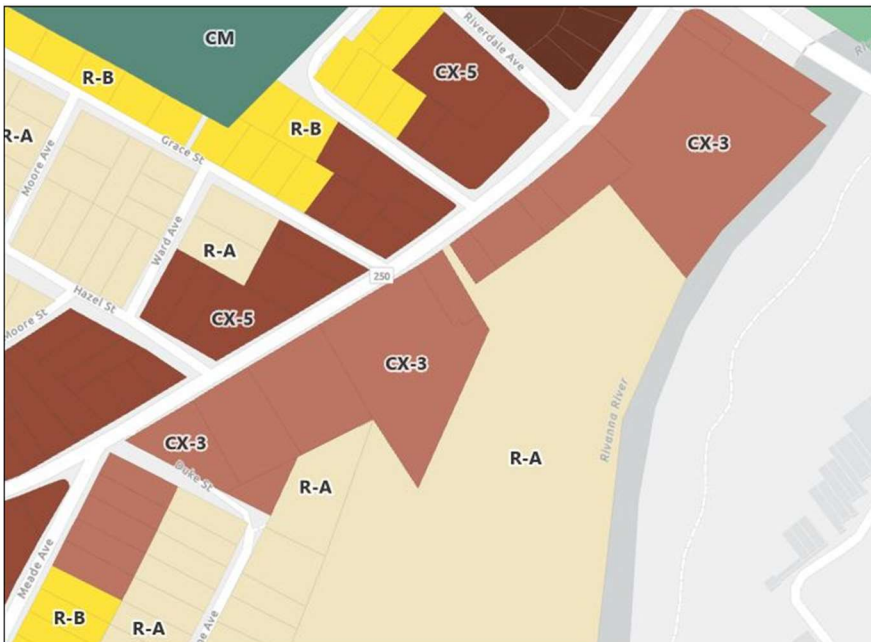 CM
Riverdale Ave
CX-5
R-B
R-B
CX-3
R-A
Moore Ave
Grace St
Ward Ave
R-A
250
Hazel St
CX-5
Moore St
CX-3
Rivanna River
CX-3
R-A
Duke St
R-A
Meade Ave
R-B
R-A
Ave